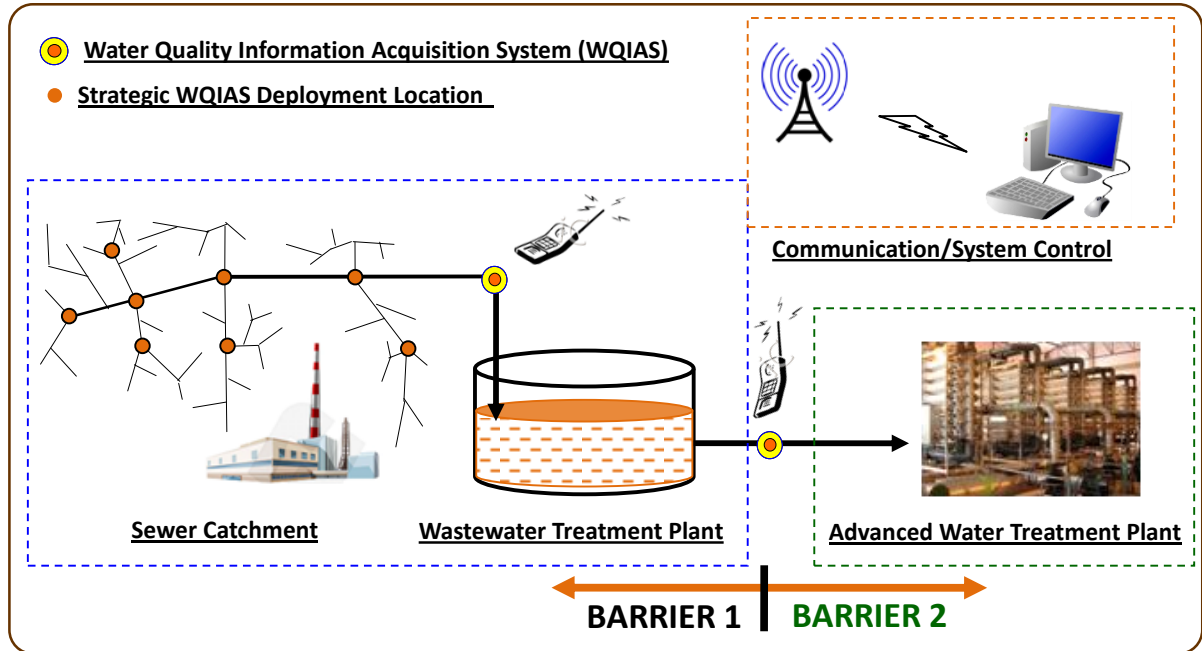 Water Quality Information Acquisition System (WQIAS)
Strategic WQIAS Deployment Location
Communication/System Control
Sewer Catchment
Wastewater Treatment Plant
Advanced Water Treatment Plant
BARRIER 1
BARRIER 2